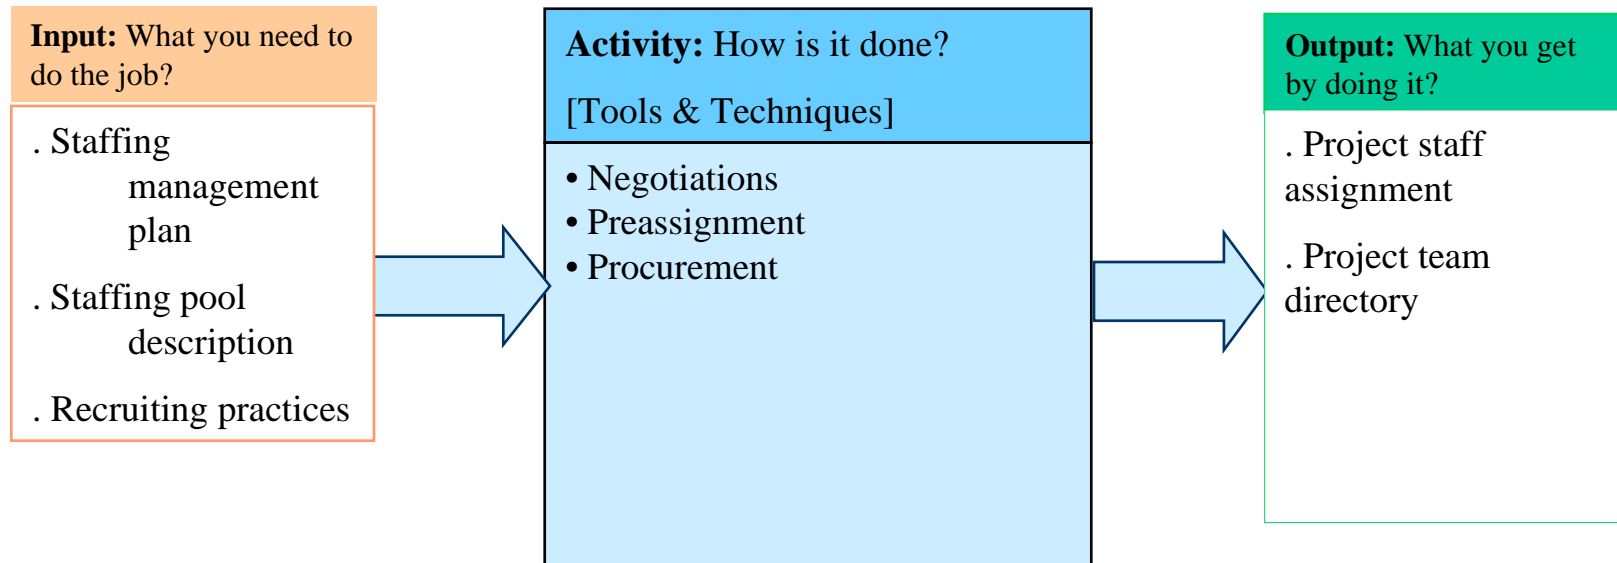 Input: What you need to
do the job?
. Staffing
management
plan
. Staffing pool
description
. Recruiting practices
Activity: How is it done?
[Tools & Techniques]
• Negotiations
• Preassignment
• Procurement
Output: What you get
by doing it?
. Project staff
assignment
. Project team
directory